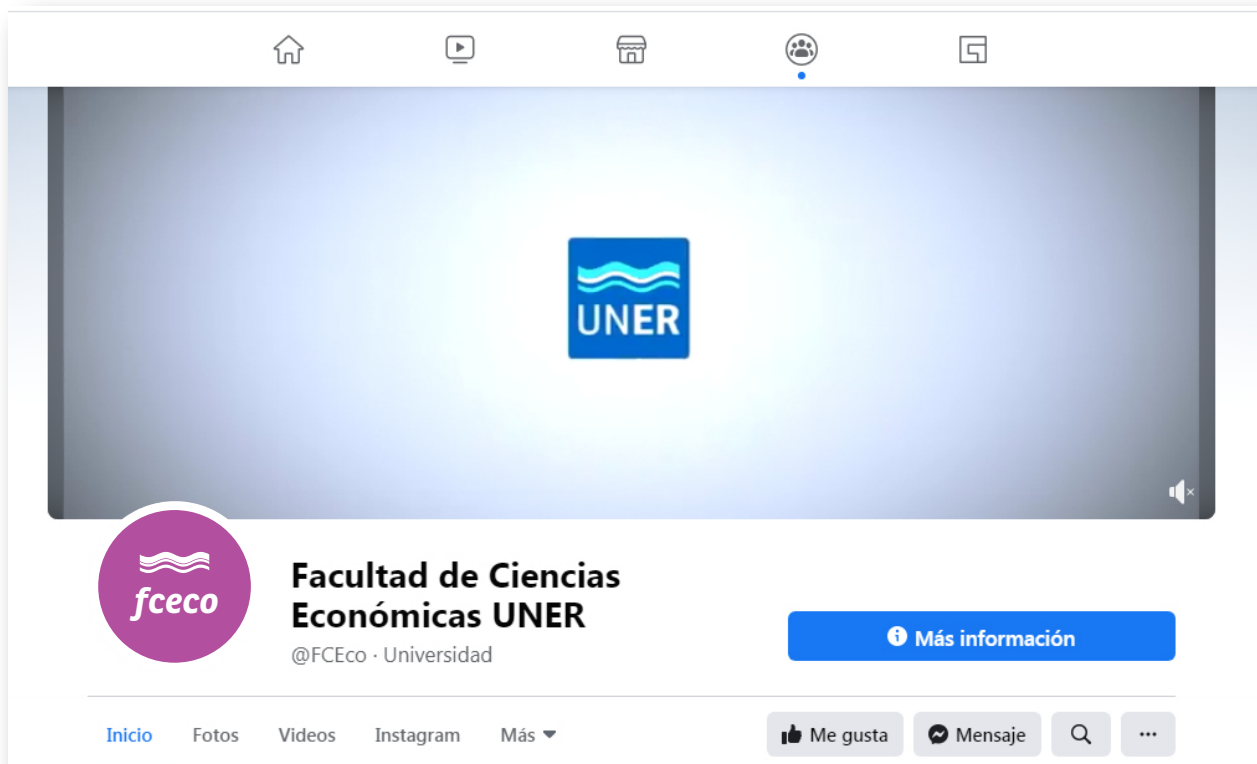 UNER
fceco
Facultad de Ciencias
Económicas UNER
@FCEco · Universidad
Más información
Inicio Fotos Videos Instagram Más
Me gusta Mensaje